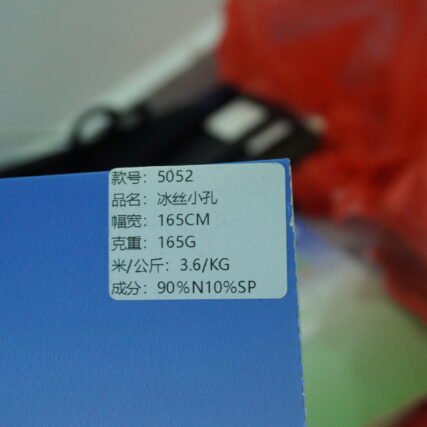 款号：5052
品名：冰丝小孔
幅宽：165CM
克重：165G
米/公斤：3.6/KG
成分：90%N10%SP